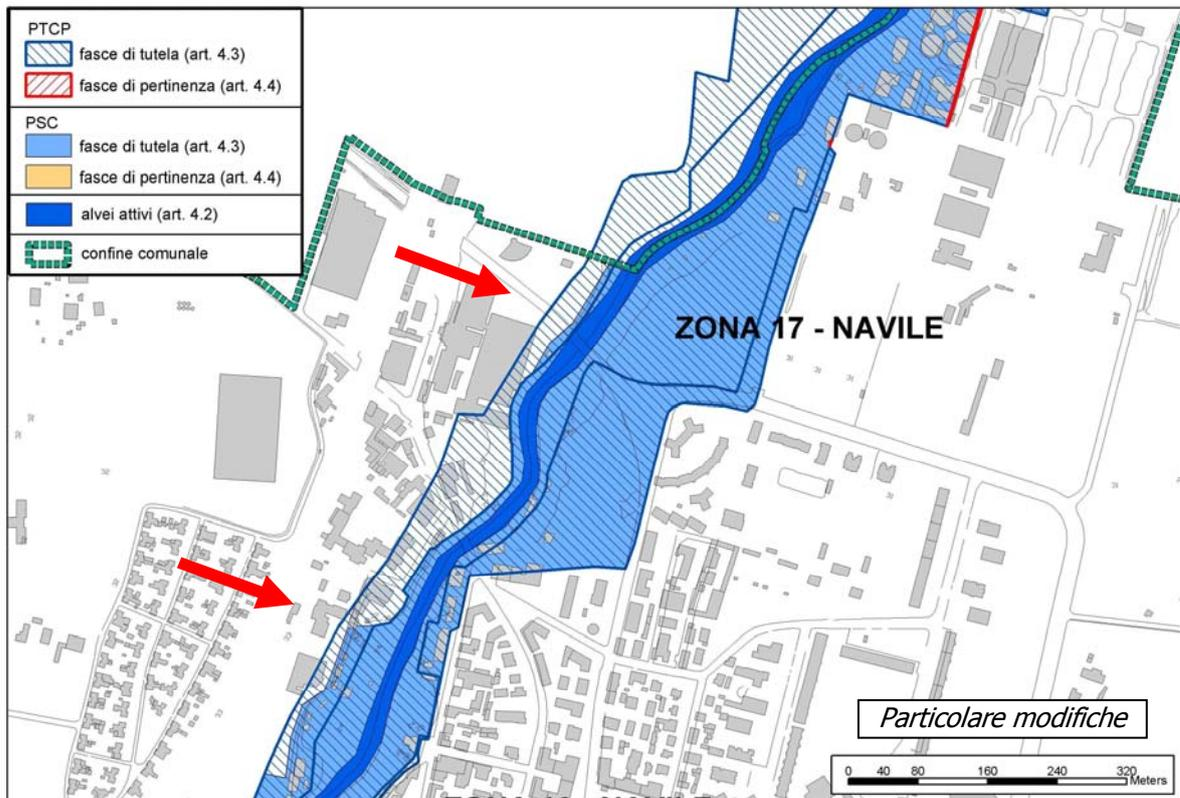 PTCP
fasce di tutela (art. 4.3)
fasce di pertinenza (art. 4.4)
PSC
fasce di tutela (art. 4.3)
fasce di pertinenza (art. 4.4)
alvei attivi (art. 4.2)
confine comunale
ZONA 17 - NAVILE
Particolare modifiche
0 40 80 160 240 320
Meters